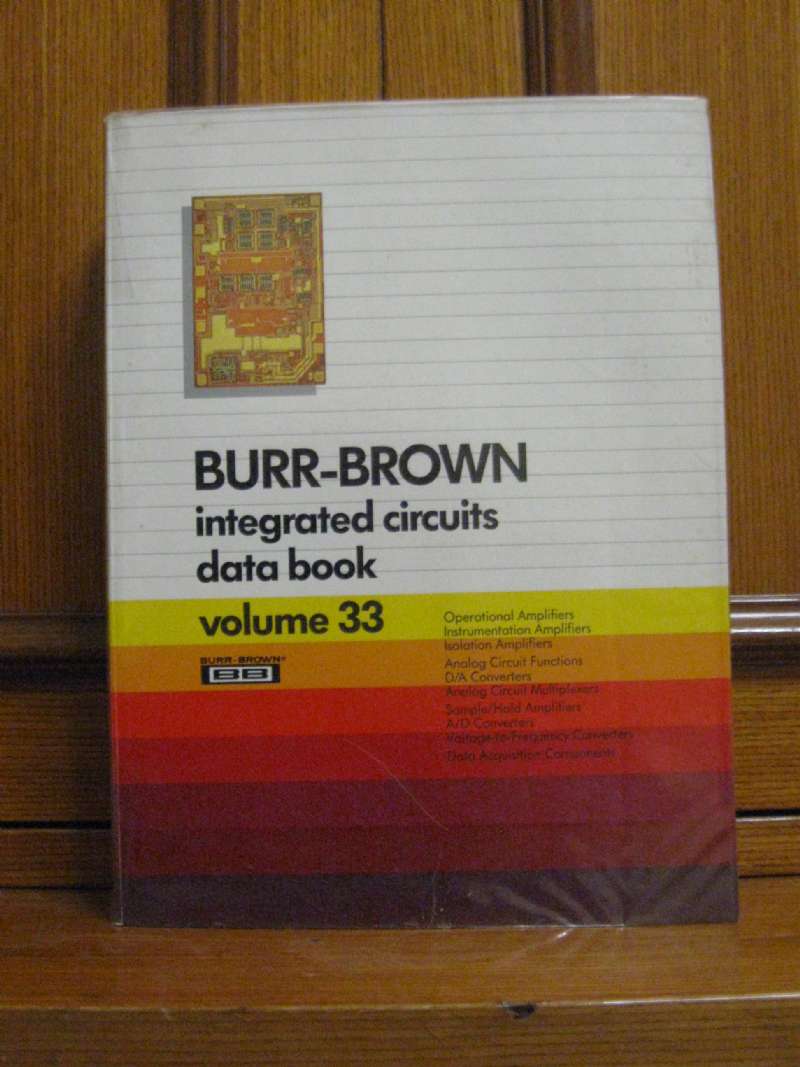 BURR-BROWN
integrated circuits
data book
volume 33
BURR-BROWN®
BB
Operational Amplifiers
Instrumentation Amplifiers
Isolation Amplifiers
Analog Circuit Functions
D/A Converters
Analog Circuit Multiplexers
Sample/Hold Amplifiers
A/D Converters
Voltage-to-Frequency Converters
Data Acquisition Components